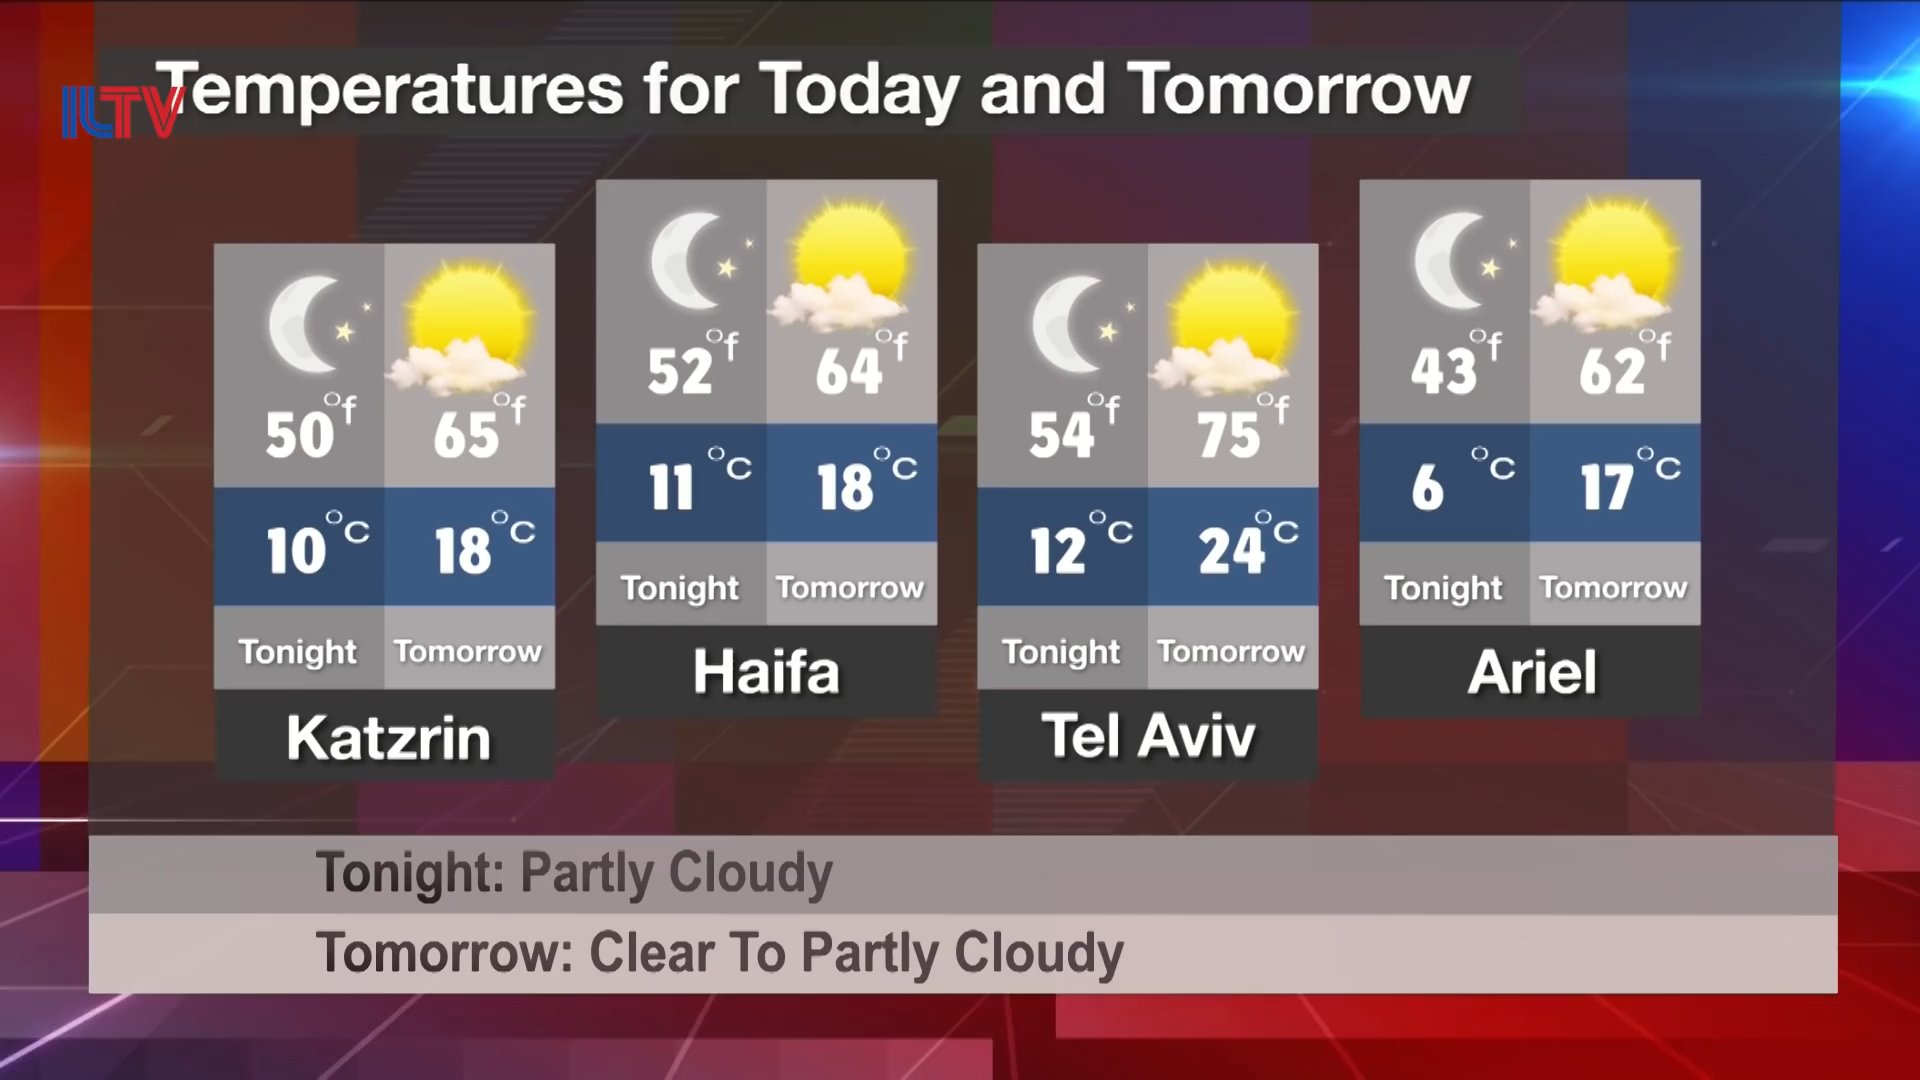 ILTV
Temperatures for Today and Tomorrow
50°f 65°f
10°C 18°C
Tonight Tomorrow
Katzrin
52°f 64°f
11°C 18°C
Tonight Tomorrow
Haifa
54°f 75°f
12°C 24°C
Tonight Tomorrow
Tel Aviv
43°f 62°f
6°C 17°C
Tonight Tomorrow
Ariel
Tonight: Partly Cloudy
Tomorrow: Clear To Partly Cloudy